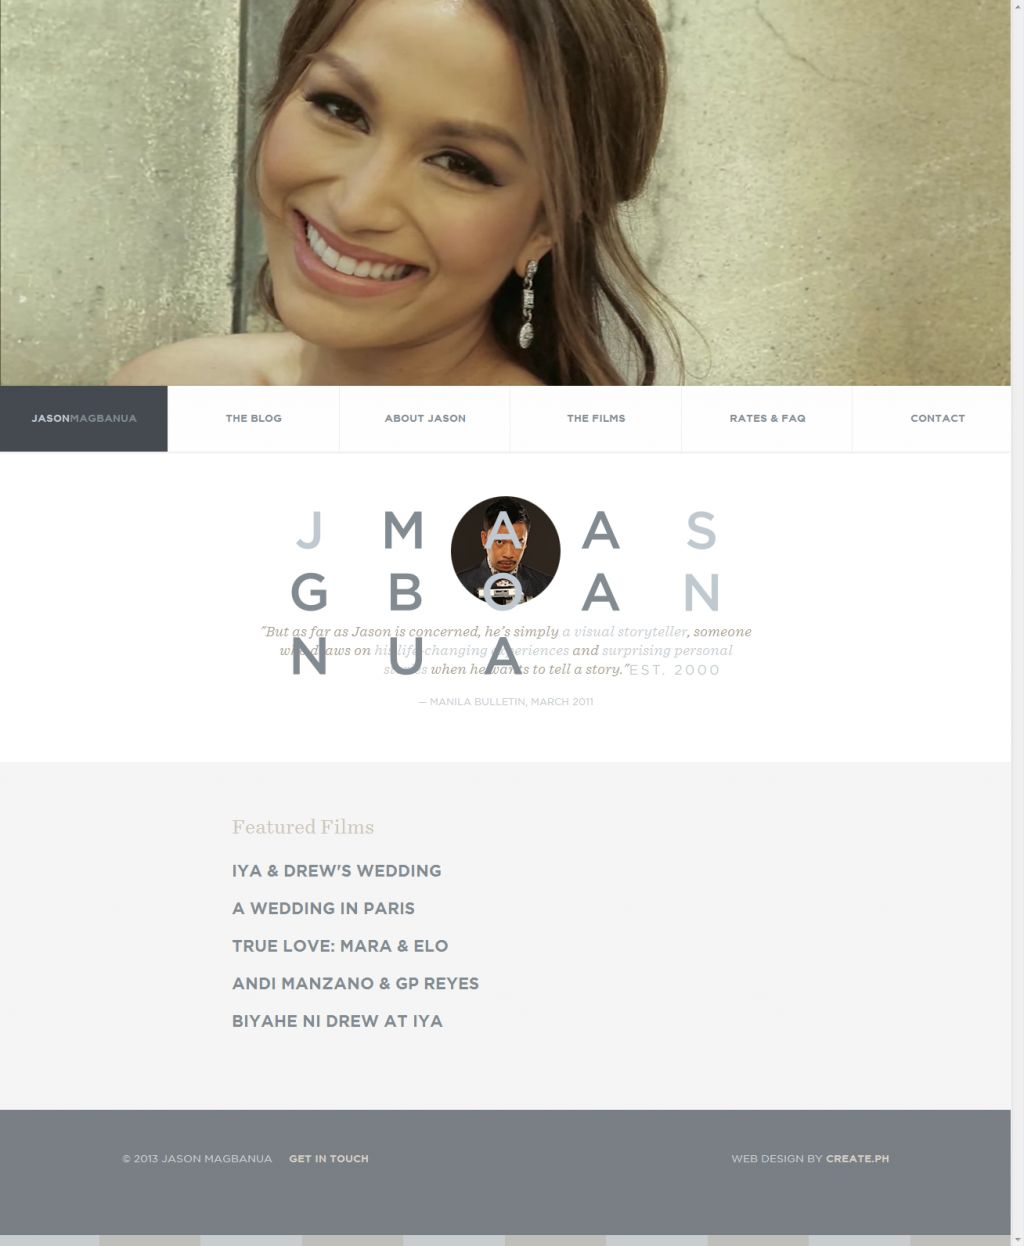 JASONMAGBANUA THE BLOG ABOUT JASON THE FILMS RATES & FAQ CONTACT
J M A A S
G B O A N
N U A
"But as far as Jason is concerned, he's simply a visual storyteller, someone
who draws on his life-changing experiences and surprising personal
stories when he wants to tell a story."
EST. 2000
— MANILA BULLETIN, MARCH 2011
Featured Films
IYA & DREW'S WEDDING
A WEDDING IN PARIS
TRUE LOVE: MARA & ELO
ANDI MANZANO & GP REYES
BIYAHE NI DREW AT IYA
© 2013 JASON MAGBANUA GET IN TOUCH WEB DESIGN BY CREATE.PH